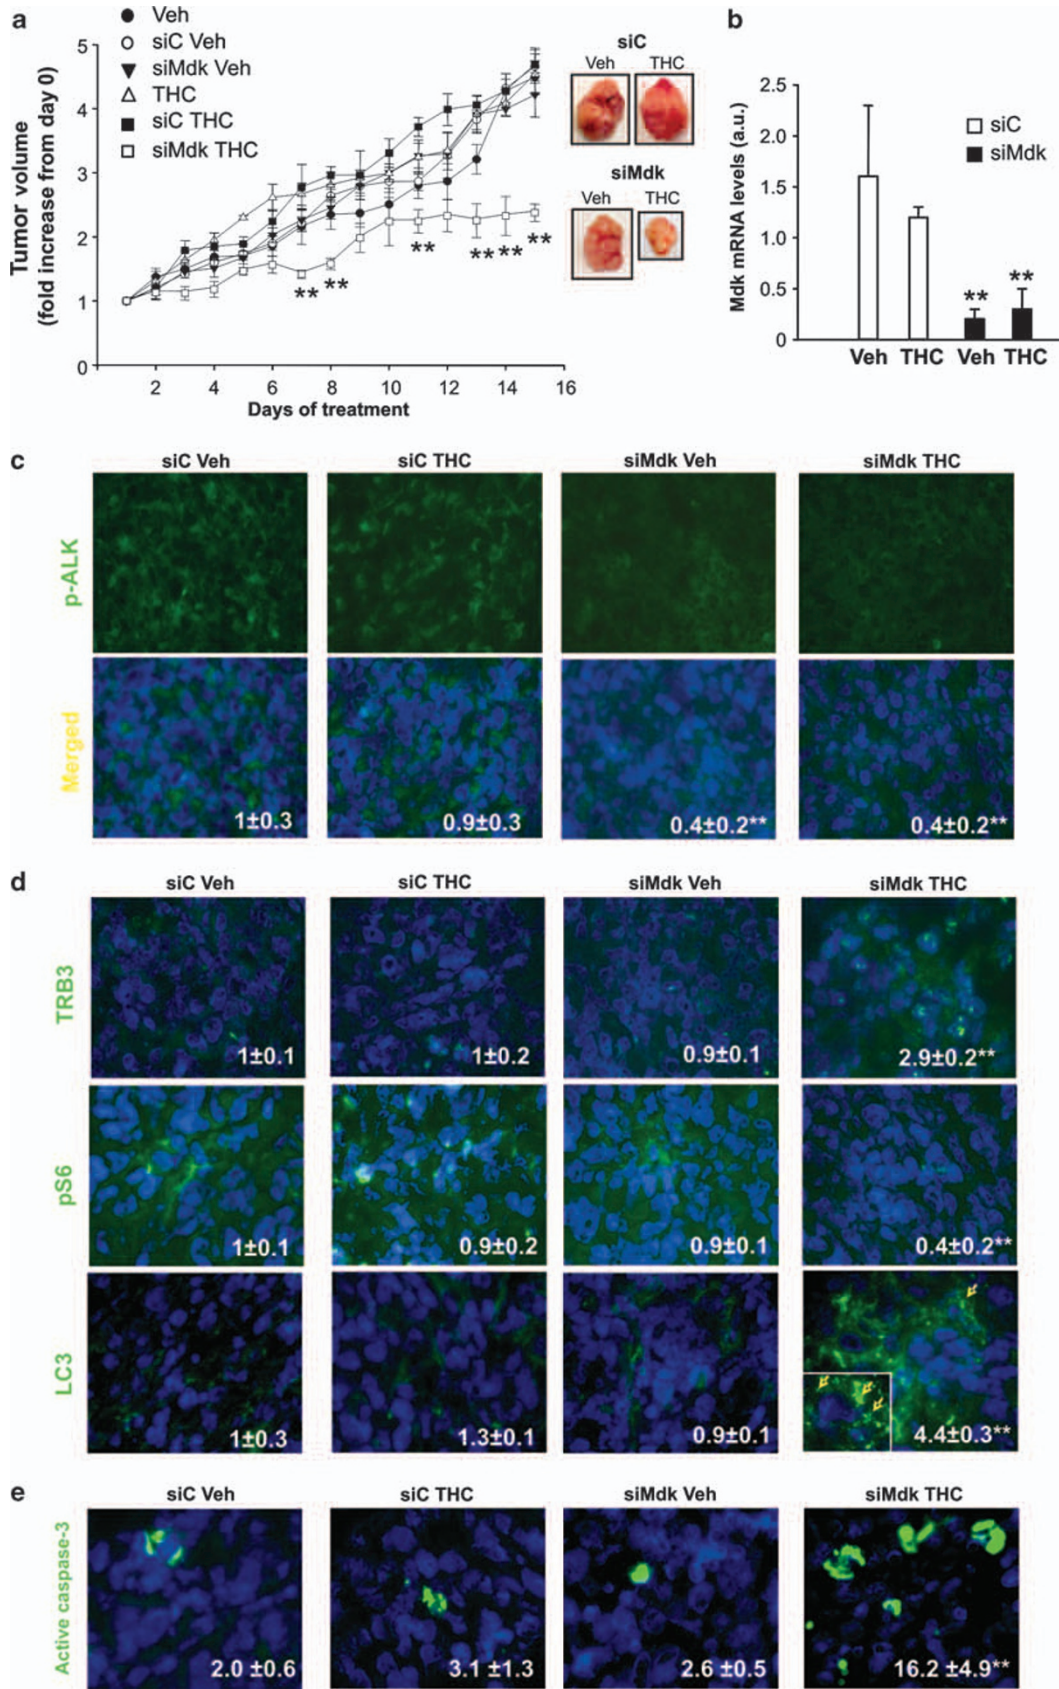 a
Veh
siC Veh
siMdk Veh
THC
siC THC
siMdk THC
Tumor volume
(fold increase from day 0)
5
4
3
2
1
0
** ** ** ** ** **
2 4 6 8 10 12 14 16
Days of treatment
siC
Veh THC
siMdk
Veh THC
b
Mdk mRNA levels (a.u.)
2.5
2.0
1.5
1.0
0.5
0
siC
siMdk
** **
Veh THC Veh THC
c
siC Veh siC THC siMdk Veh siMdk THC
p-ALK
Merged
1±0.3 0.9±0.3 0.4±0.2** 0.4±0.2**
d
siC Veh siC THC siMdk Veh siMdk THC
TRB3
1±0.1 1±0.2 0.9±0.1 2.9±0.2**
pS6
1±0.1 0.9±0.2 0.9±0.1 0.4±0.2**
LC3
1±0.3 1.3±0.1 0.9±0.1 4.4±0.3**
e
siC Veh siC THC siMdk Veh siMdk THC
Active caspase-3
2.0 ±0.6 3.1 ±1.3 2.6 ±0.5 16.2 ±4.9**